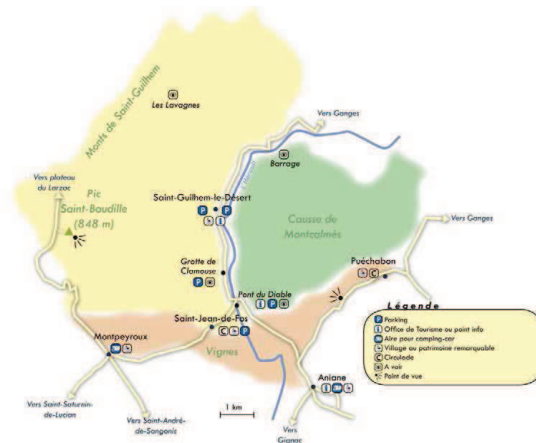 Les Lavagnes
Monts de Saint-Guilhem
Vers Ganges
Barrage
L'Hérault
Vers plateau
du Larzac
Pic
Saint-Baudille
(848 m)
Saint-Guilhem-le-Désert
P
P
i
Causse de
Montcalmès
Vers Ganges
Grotte de
Clamouse
P
Puéchabon
C
Pont du Diable
i P
Saint-Jean-de-Fos
C P
Montpeyroux
Vignes
Aniane
i
Vers Saint-Saturnin-
de-Lucian
Vers Saint-André-
de-Sangonis
1 km
Vers
Gignac
Légende
P Parking
i Office de Tourisme ou point info
Aire pour camping-car
Village ou patrimoine remarquable
C Circulade
A voir
Point de vue